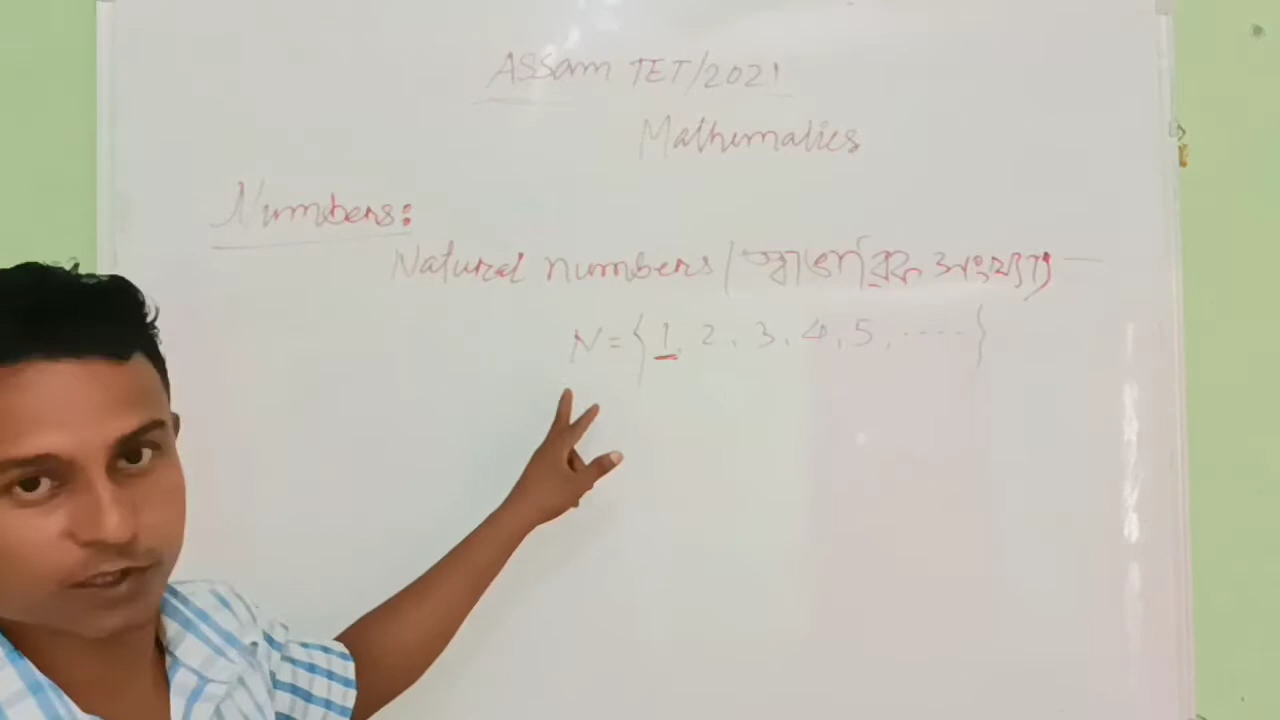 Assam TET/2021
Mathematics
Numbers:
Natural numbers/স্বাভাৱিক সংখ্যা —
N = { 1, 2, 3, 4, 5, ..... }